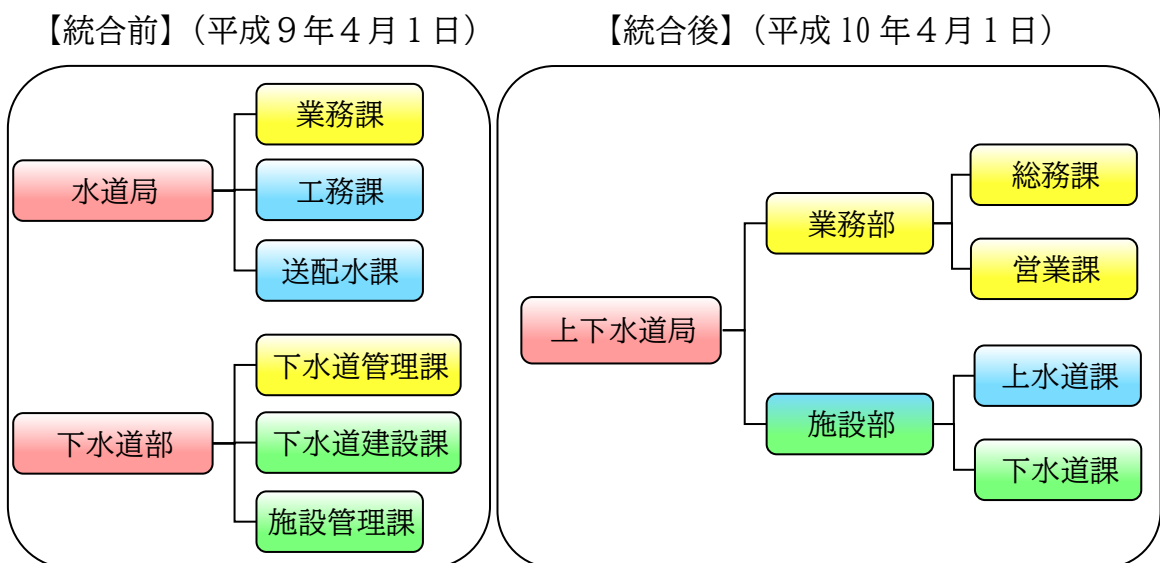 【統合前】（平成９年４月１日）
水道局
業務課
工務課
送配水課
下水道部
下水道管理課
下水道建設課
施設管理課
【統合後】（平成 10 年４月１日）
上下水道局
業務部
総務課
営業課
施設部
上水道課
下水道課